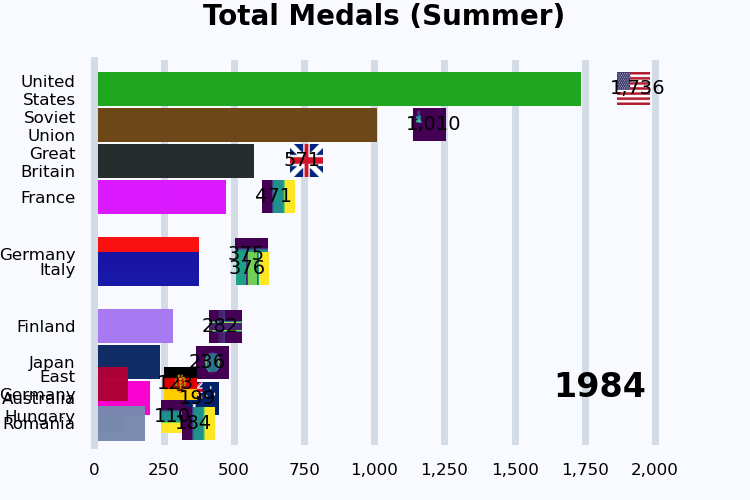 Total Medals (Summer)
United
States
1,736
Soviet
Union
1,010
Great
Britain
571
France
471
Germany
375
Italy
376
Finland
282
Japan
236
East
Germany
123
Australia
199
Hungary
110
Romania
184
1984
0 250 500 750 1,000 1,250 1,500 1,750 2,000